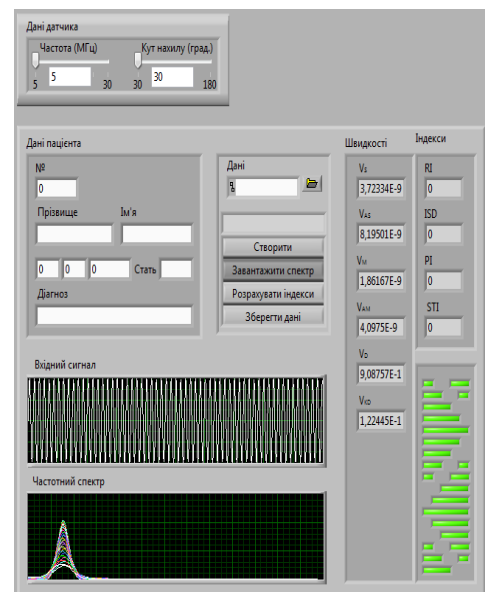 Дані датчика
Частота (МГц) Кут нахилу (град.)
5 30
5 30 30 180
Дані пацієнта
Швидкості
Індекси
№
0
Прізвище Ім'я
0 0 0 Стать
Діагноз
Дані
Створити
Завантажити спектр
Розрахувати індекси
Зберегти дані
Vs
3,72334E-9
VAS
8,19501E-9
VM
1,86167E-9
VAM
4,0975E-9
VD
9,08757E-1
VKD
1,22445E-1
RI
0
ISD
0
PI
0
STI
0
Вхідний сигнал
Частотний спектр